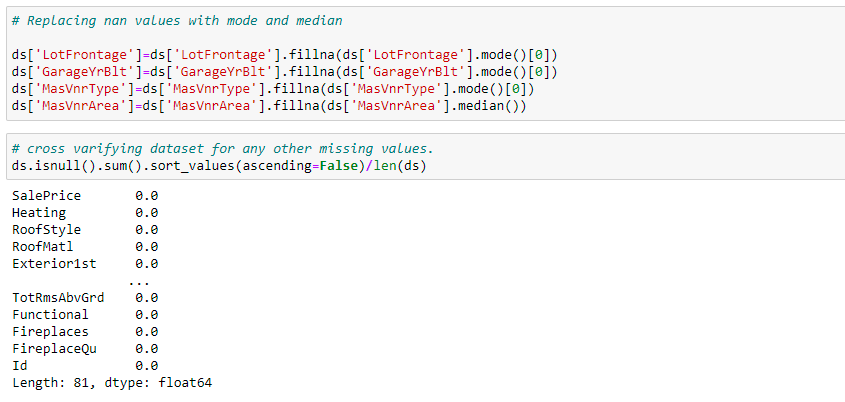 # Replacing nan values with mode and median
ds['LotFrontage']=ds['LotFrontage'].fillna(ds['LotFrontage'].mode()[0])
ds['GarageYrBlt']=ds['GarageYrBlt'].fillna(ds['GarageYrBlt'].mode()[0])
ds['MasVnrType']=ds['MasVnrType'].fillna(ds['MasVnrType'].mode()[0])
ds['MasVnrArea']=ds['MasVnrArea'].fillna(ds['MasVnrArea'].median())
# cross varifying dataset for any other missing values.
ds.isnull().sum().sort_values(ascending=False)/len(ds)
SalePrice 0.0
Heating 0.0
RoofStyle 0.0
RoofMatl 0.0
Exterior1st 0.0
...
TotRmsAbvGrd 0.0
Functional 0.0
Fireplaces 0.0
FireplaceQu 0.0
Id 0.0
Length: 81, dtype: float64